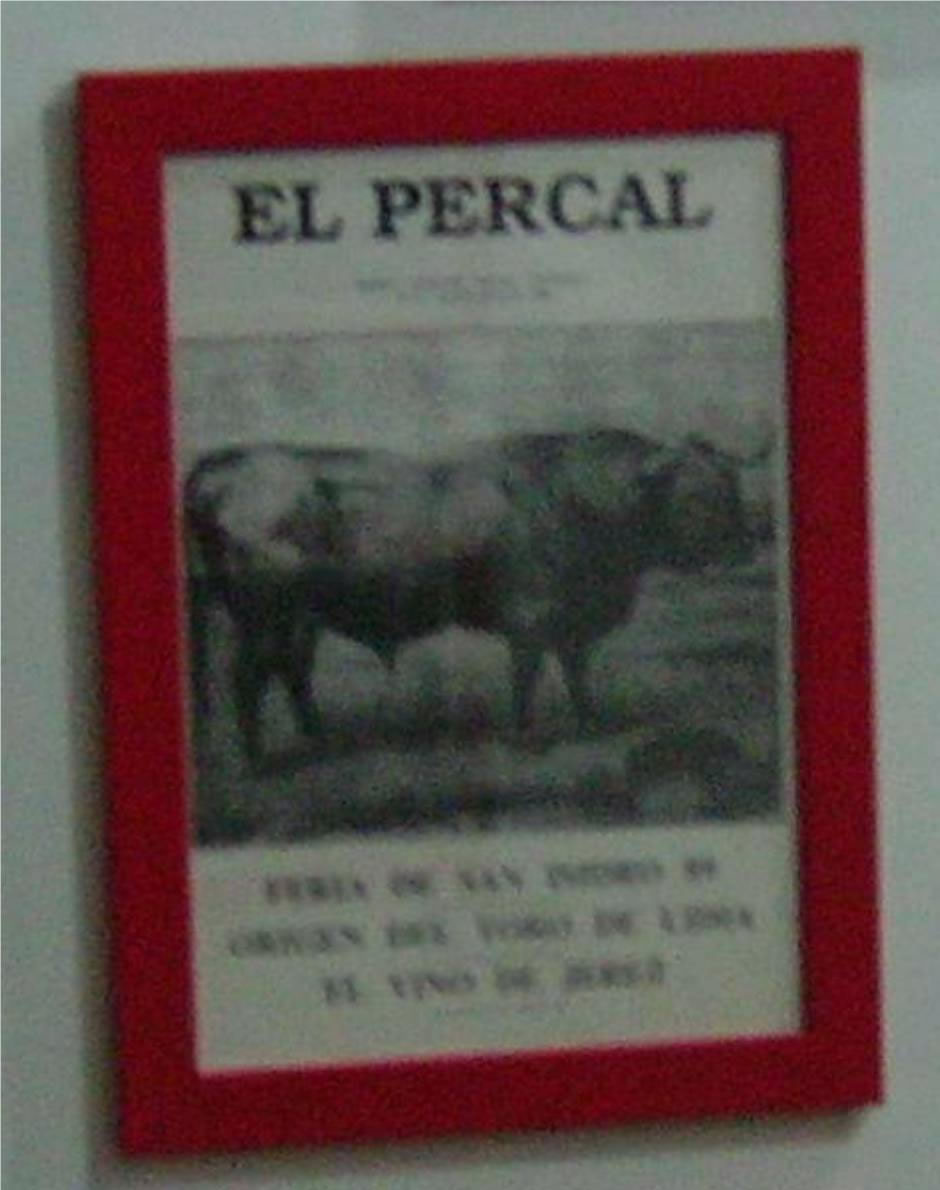 EL PERCAL
FERIA DE SAN ISIDRO 89
ORIGEN DEL TORO DE LIDIA
EL VINO DE JEREZ